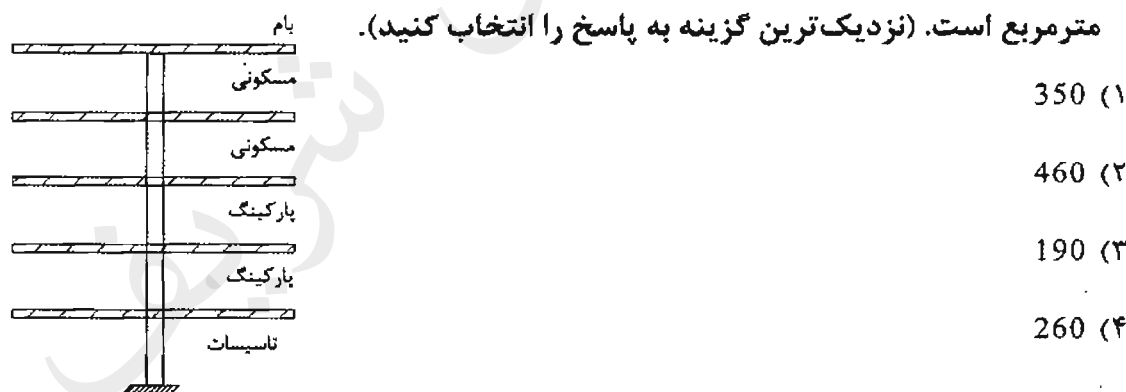 مترمربع است. (نزدیک‌ترین گزینه به پاسخ را انتخاب کنید).
۱) 350
۲) 460
۳) 190
۴) 260
بام
مسکونی
مسکونی
پارکینگ
پارکینگ
تاسیسات
شریف